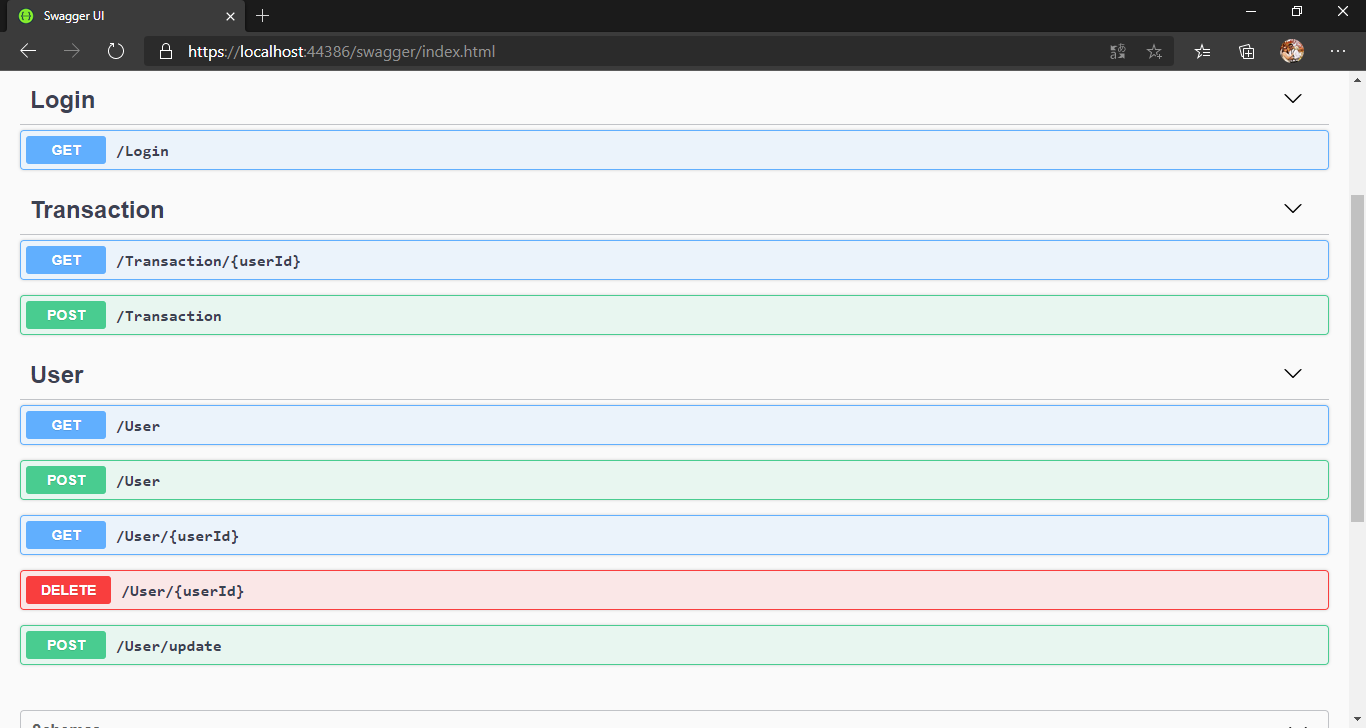 Swagger UI
https://localhost:44386/swagger/index.html
Login
GET /Login
Transaction
GET /Transaction/{userId}
POST /Transaction
User
GET /User
POST /User
GET /User/{userId}
DELETE /User/{userId}
POST /User/update
Schemas